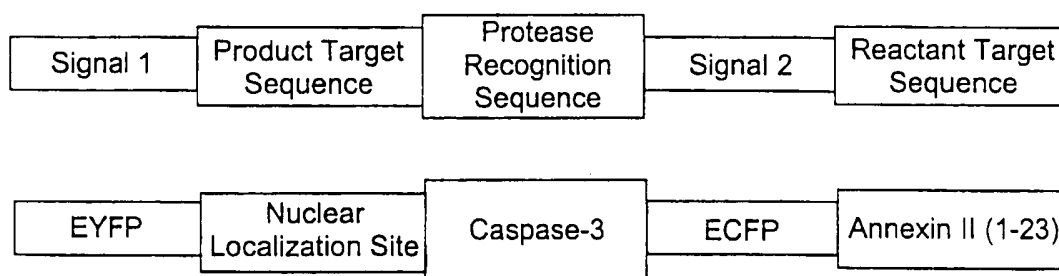 Signal 1
Product Target
Sequence
Protease
Recognition
Sequence
Signal 2
Reactant Target
Sequence
EYFP
Nuclear
Localization Site
Caspase-3
ECFP
Annexin II (1-23)